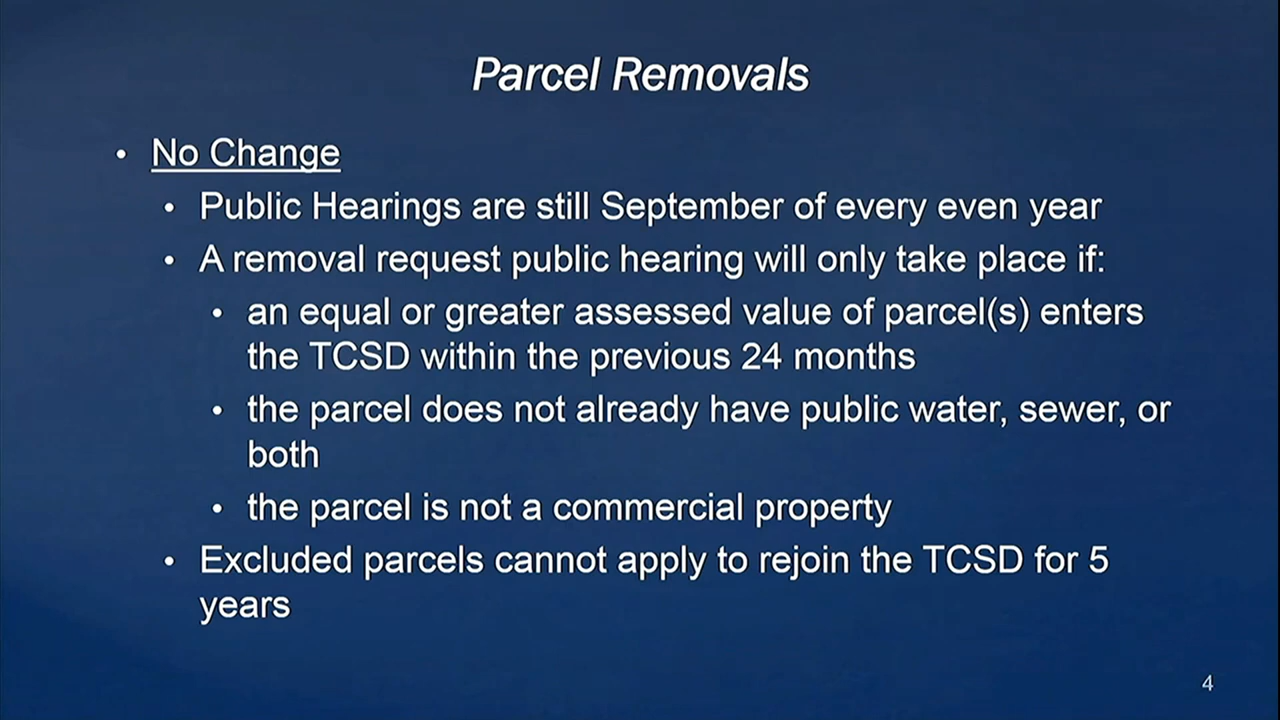 Parcel Removals
• No Change
• Public Hearings are still September of every even year
• A removal request public hearing will only take place if:
• an equal or greater assessed value of parcel(s) enters
the TCSD within the previous 24 months
• the parcel does not already have public water, sewer, or
both
• the parcel is not a commercial property
• Excluded parcels cannot apply to rejoin the TCSD for 5
years
4